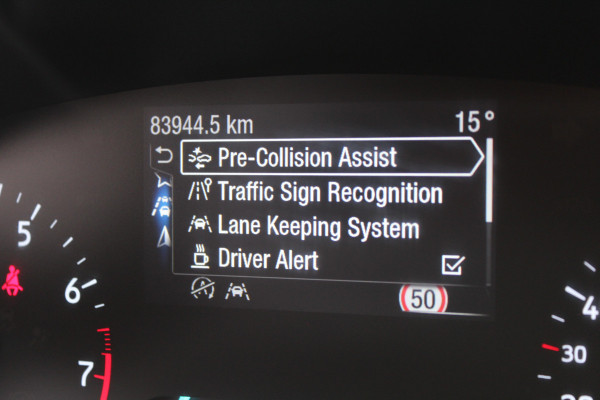 83944.5 km 15°
Pre-Collision Assist
Traffic Sign Recognition
Lane Keeping System
Driver Alert
50
5
6
7
4
30